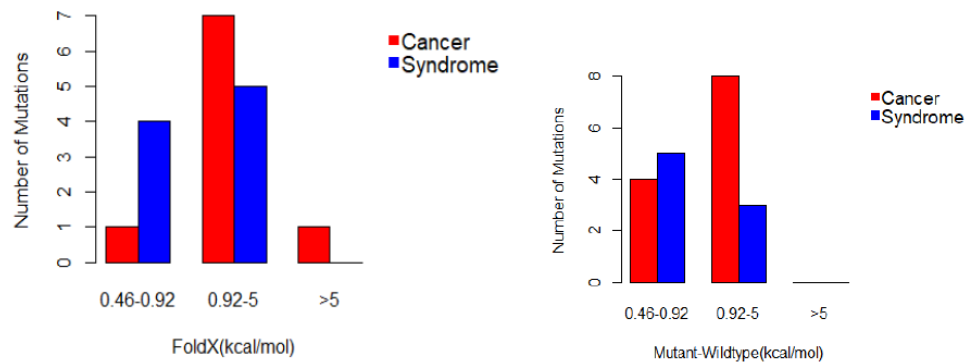 7
6
5
4
3
2
1
0
Number of Mutations
Cancer
Syndrome
0.46-0.92 0.92-5 >5
FoldX(kcal/mol)
8
6
4
2
0
Number of Mutations
Cancer
Syndrome
0.46-0.92 0.92-5 >5
Mutant-Wildtype(kcal/mol)